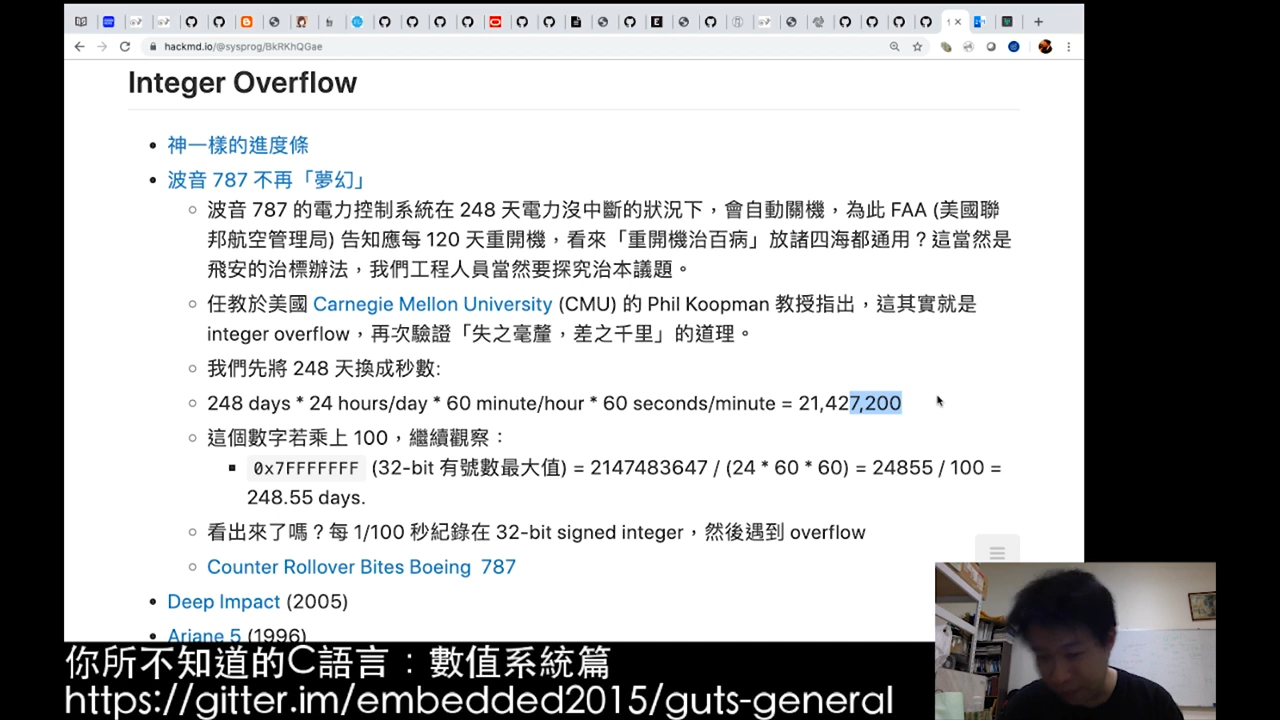 hackmd.io/@sysprog/BkRKhQGae
Integer Overflow
神一樣的進度條
波音 787 不再「夢幻」
波音 787 的電力控制系統在 248 天電力沒中斷的狀況下，會自動關機，為此 FAA (美國聯
邦航空管理局) 告知應每 120 天重開機，看來「重開機治百病」放諸四海都通用？這當然是
飛安的治標辦法，我們工程人員當然要探究治本議題。
任教於美國 Carnegie Mellon University (CMU) 的 Phil Koopman 教授指出，這其實就是
integer overflow，再次驗證「失之毫釐，差之千里」的道理。
我們先將 248 天換成秒數:
248 days * 24 hours/day * 60 minute/hour * 60 seconds/minute = 21,427,200
這個數字若乘上 100，繼續觀察：
0x7FFFFFFF (32-bit 有號數最大值) = 2147483647 / (24 * 60 * 60) = 24855 / 100 =
248.55 days.
看出來了嗎？每 1/100 秒紀錄在 32-bit signed integer，然後遇到 overflow
Counter Rollover Bites Boeing 787
Deep Impact (2005)
Ariane 5 (1996)
你所不知道的C語言：數值系統篇
https://gitter.im/embedded2015/guts-general